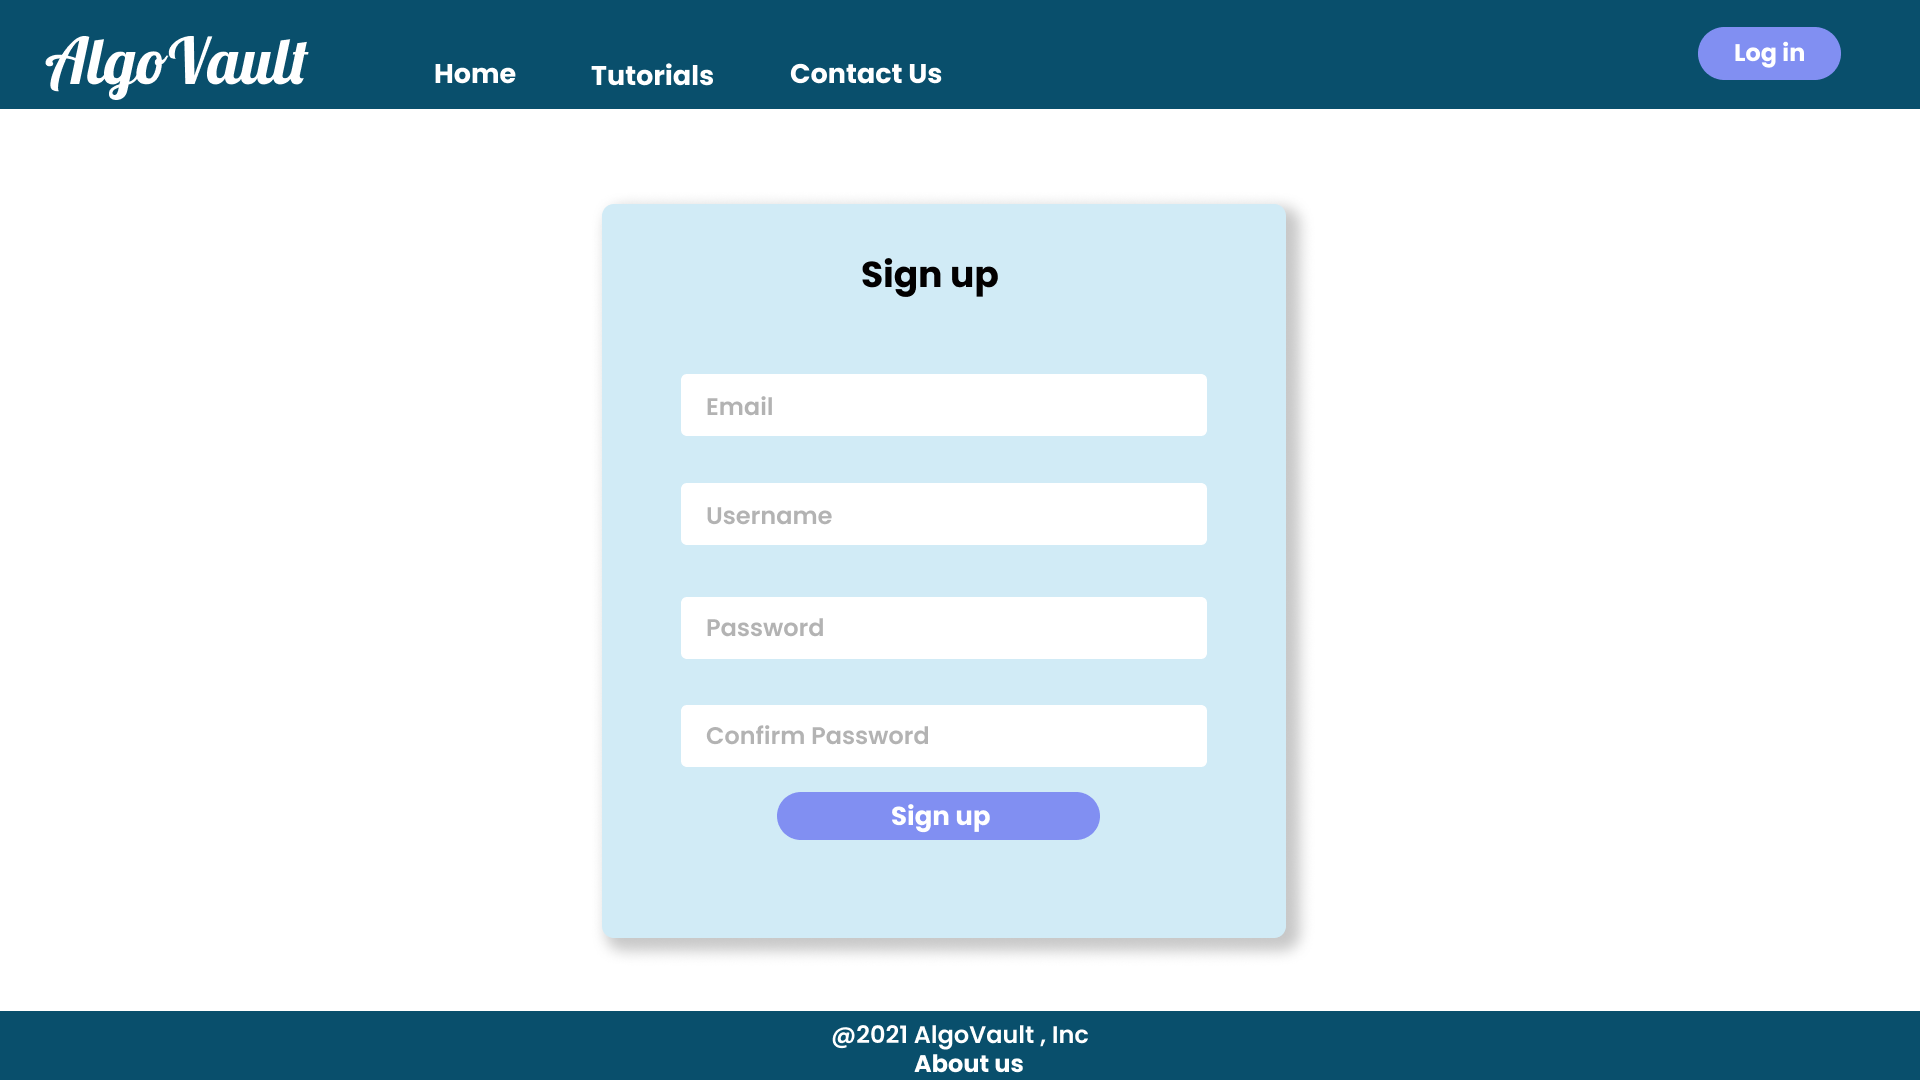 AlgoVault
Home
Tutorials
Contact Us
Log in
Sign up
Email
Username
Password
Confirm Password
Sign up
@2021 AlgoVault , Inc
About us